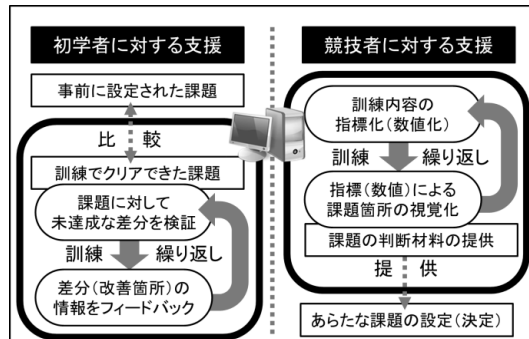 初学者に対する支援
事前に設定された課題
比較
訓練でクリアできた課題
課題に対して
未達成な差分を検証
訓練 繰り返し
差分(改善箇所)の
情報をフィードバック
競技者に対する支援
訓練内容の
指標化(数値化)
訓練 繰り返し
指標(数値)による
課題箇所の視覚化
課題の判断材料の提供
提供
あらたな課題の設定(決定)